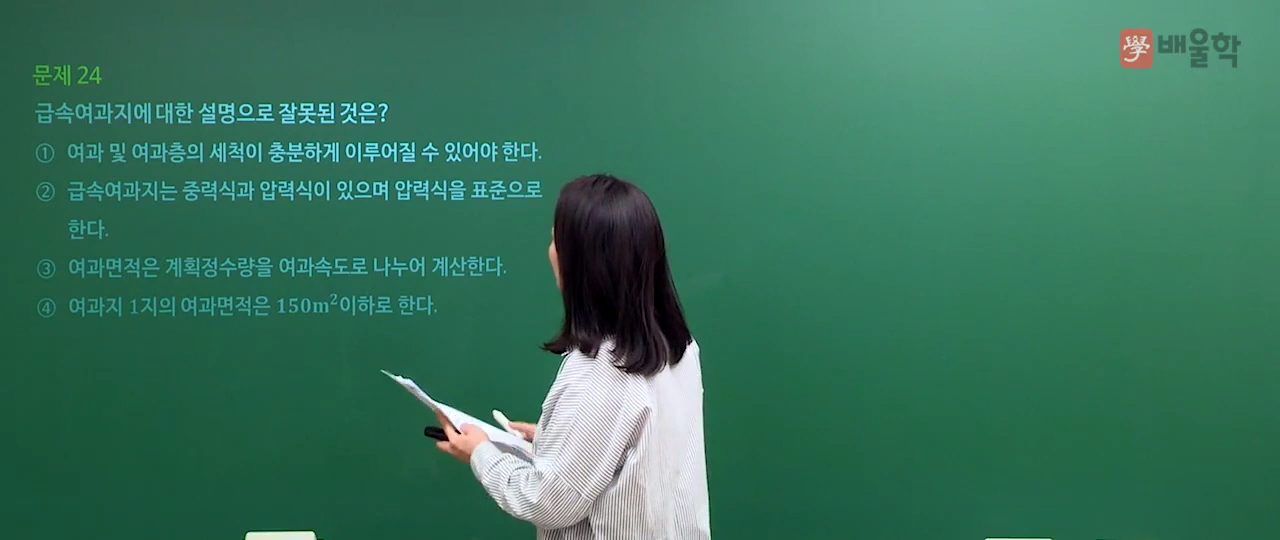 學 배울학
문제 24
급속여과지에 대한 설명으로 잘못된 것은?
① 여과 및 여과층의 세척이 충분하게 이루어질 수 있어야 한다.
② 급속여과지는 중력식과 압력식이 있으며 압력식을 표준으로
한다.
③ 여과면적은 계획정수량을 여과속도로 나누어 계산한다.
④ 여과지 1지의 여과면적은 150m²이하로 한다.